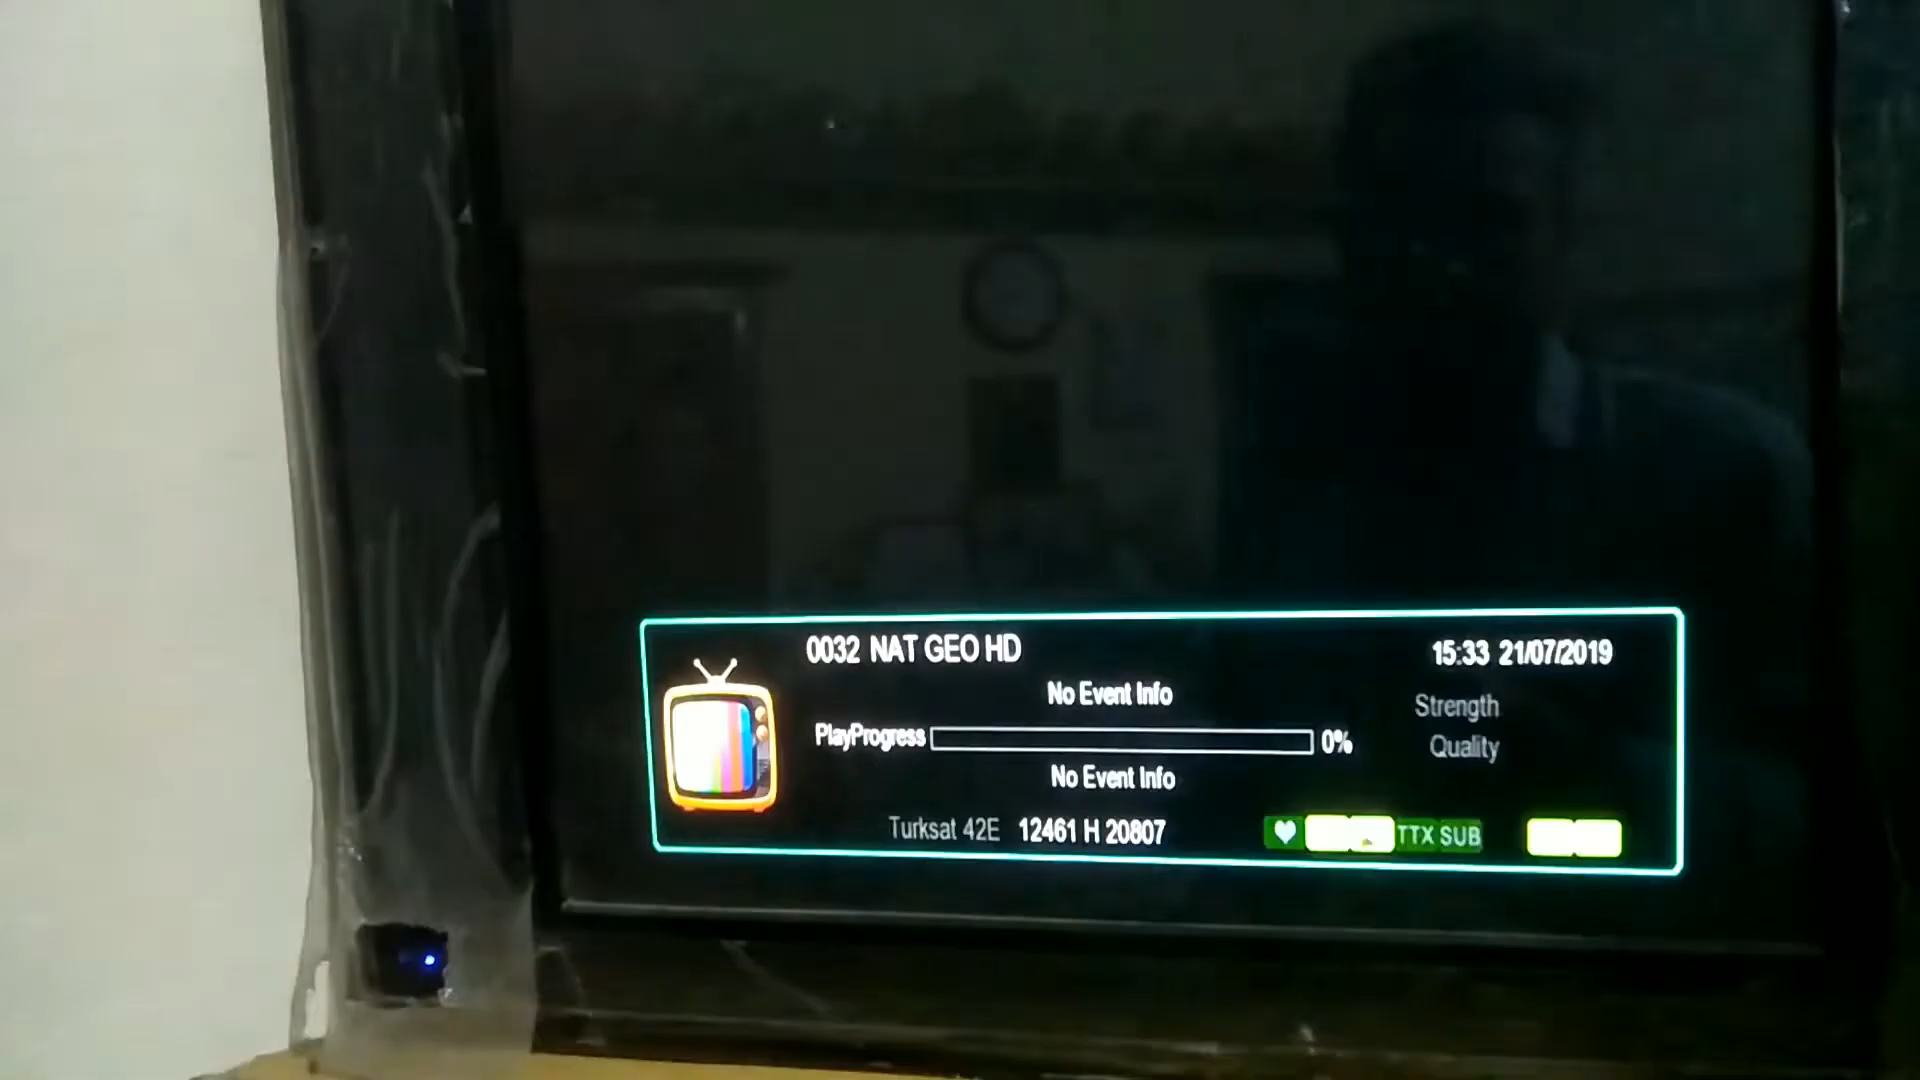 0032 NAT GEO HD
15:33 21/07/2019
No Event Info
Strength
PlayProgress 0%
Quality
No Event Info
Turksat 42E 12461 H 20807
TTX SUB